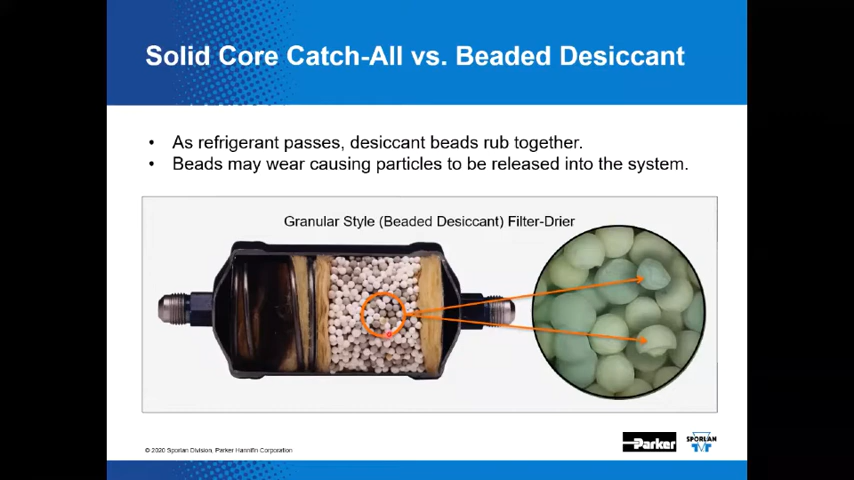 Solid Core Catch-All vs. Beaded Desiccant
• As refrigerant passes, desiccant beads rub together.
• Beads may wear causing particles to be released into the system.
Granular Style (Beaded Desiccant) Filter-Drier
© 2020 Sporlan Division, Parker Hannifin Corporation
Parker
SPORLAN